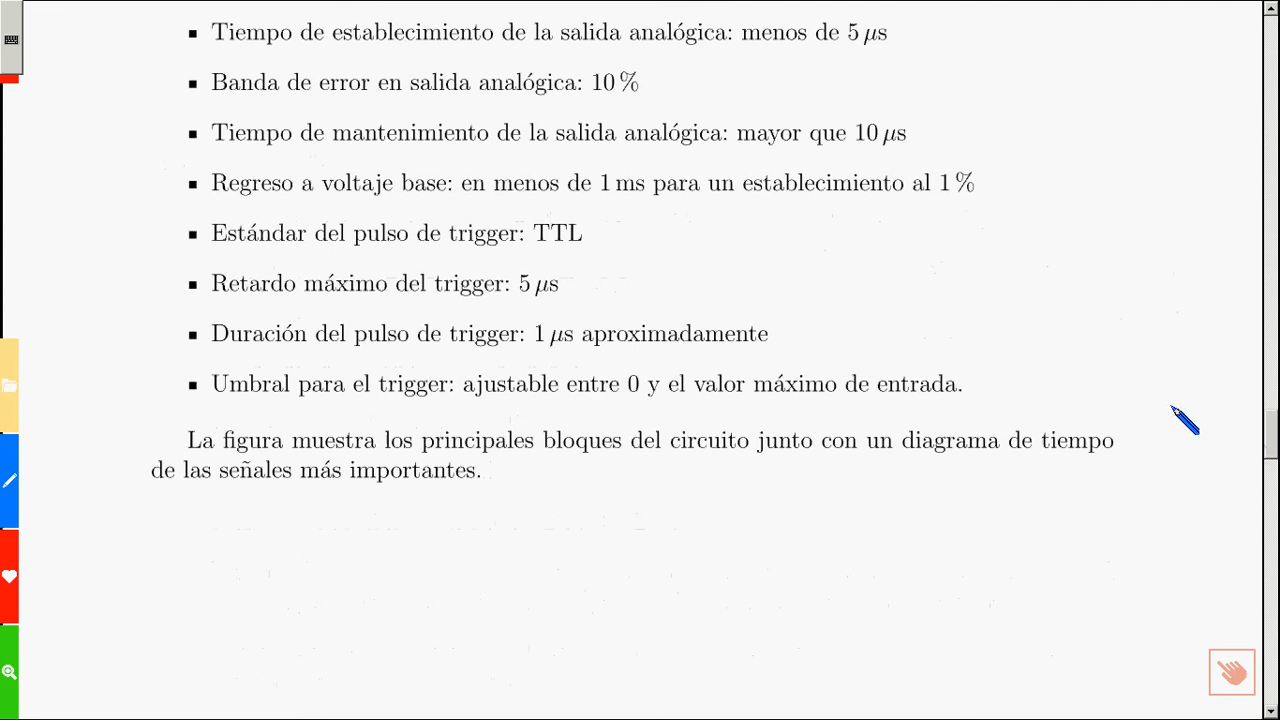 ▪ Tiempo de establecimiento de la salida analógica: menos de 5 μs
▪ Banda de error en salida analógica: 10 %
▪ Tiempo de mantenimiento de la salida analógica: mayor que 10 μs
▪ Regreso a voltaje base: en menos de 1 ms para un establecimiento al 1 %
▪ Estándar del pulso de trigger: TTL
▪ Retardo máximo del trigger: 5 μs
▪ Duración del pulso de trigger: 1 μs aproximadamente
▪ Umbral para el trigger: ajustable entre 0 y el valor máximo de entrada.
La figura muestra los principales bloques del circuito junto con un diagrama de tiempo
de las señales más importantes.